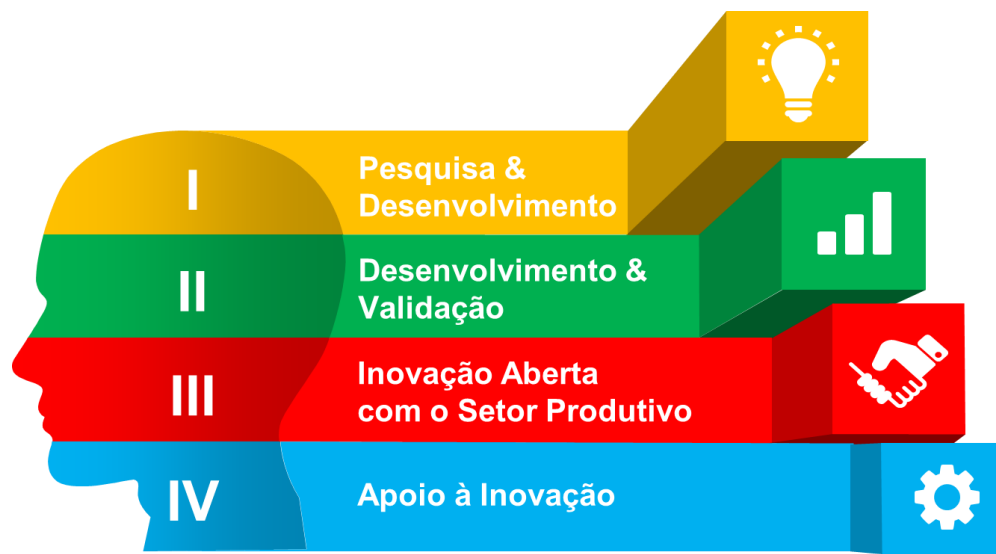 I
Pesquisa &
Desenvolvimento
II
Desenvolvimento &
Validação
III
Inovação Aberta
com o Setor Produtivo
IV
Apoio à Inovação